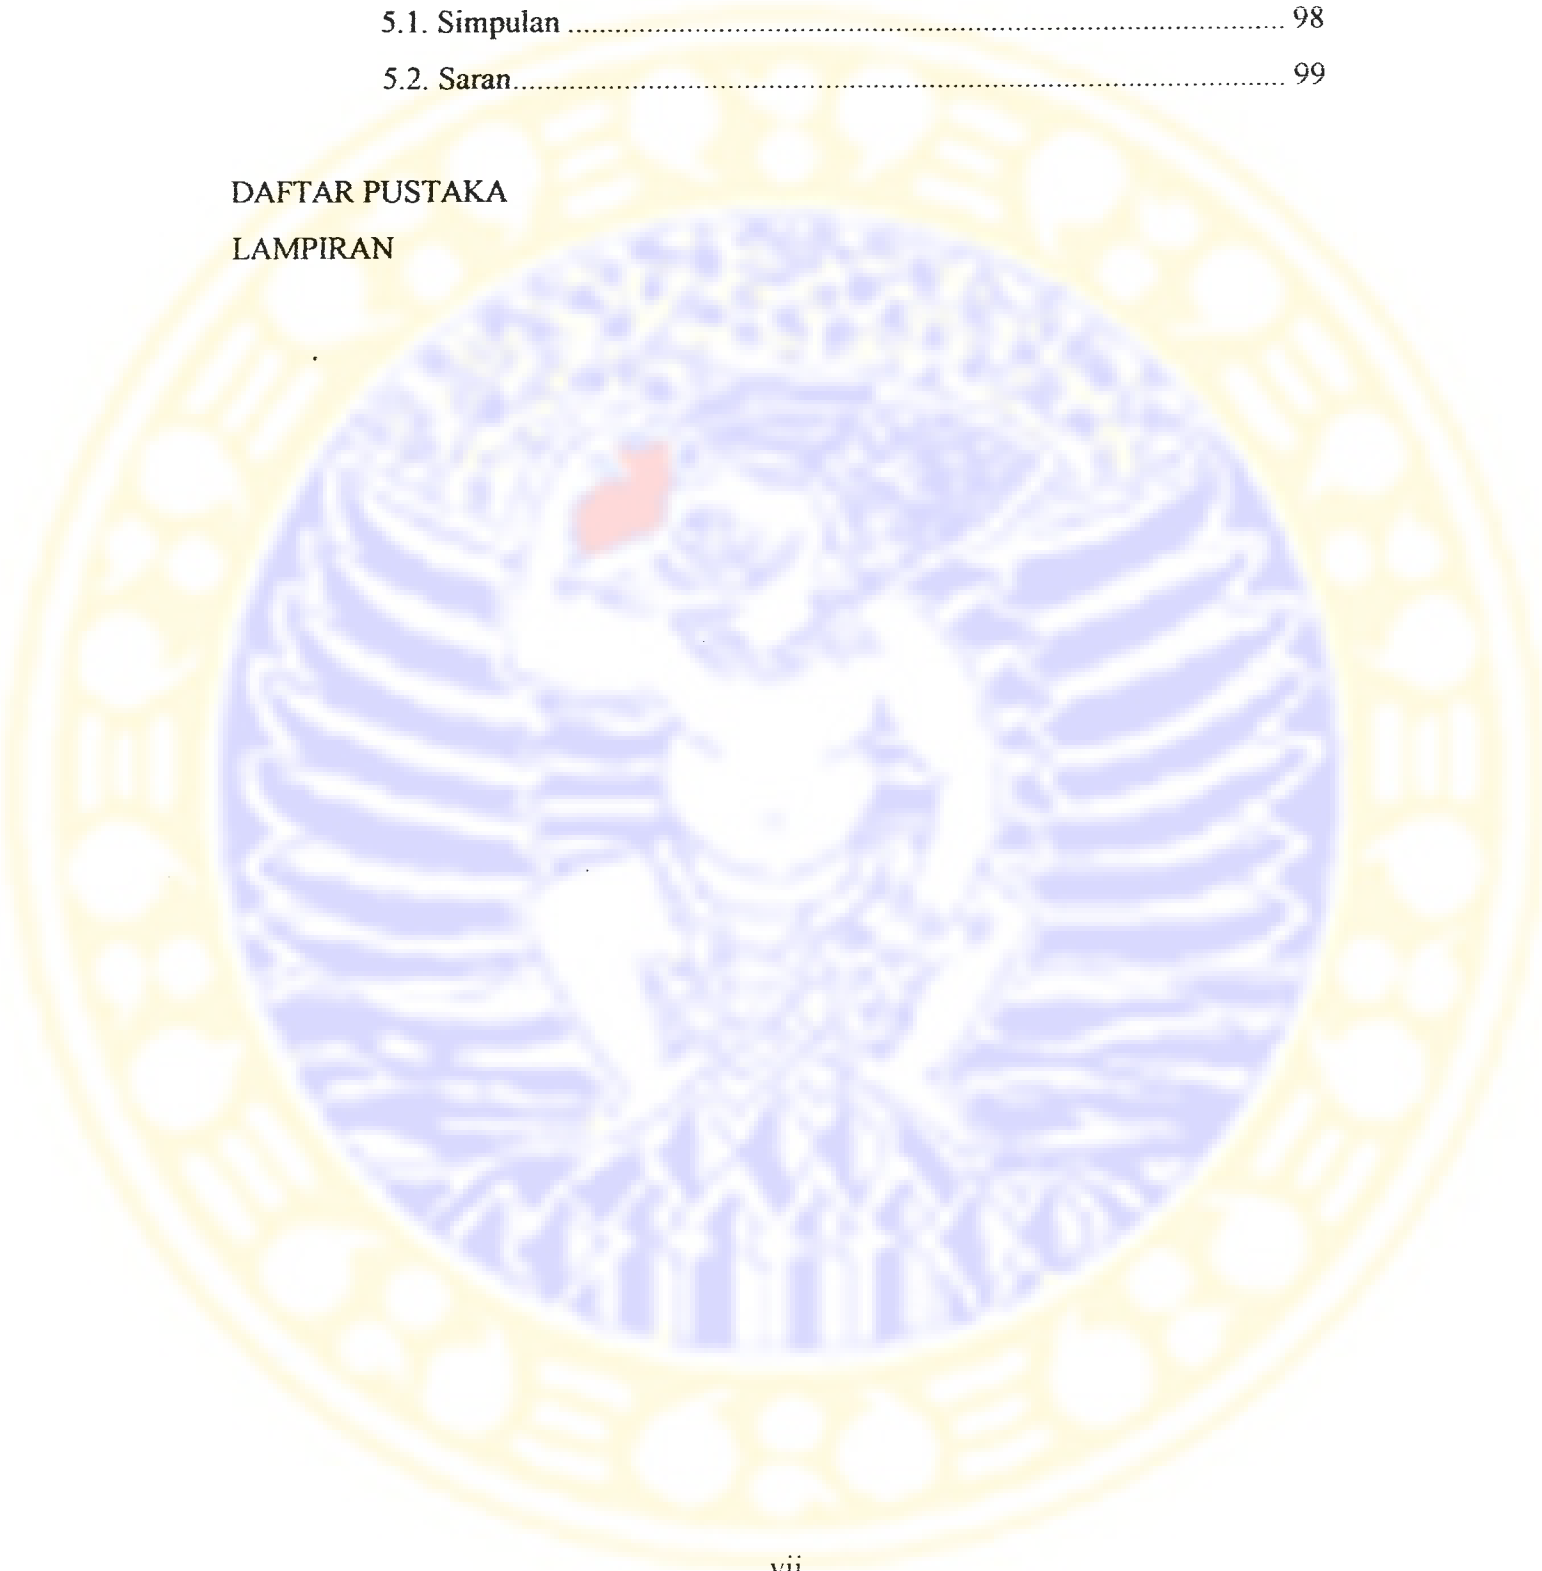 5.1. Simpulan ................................................................................ 98
5.2. Saran...................................................................................... 99
DAFTAR PUSTAKA
LAMPIRAN
vii